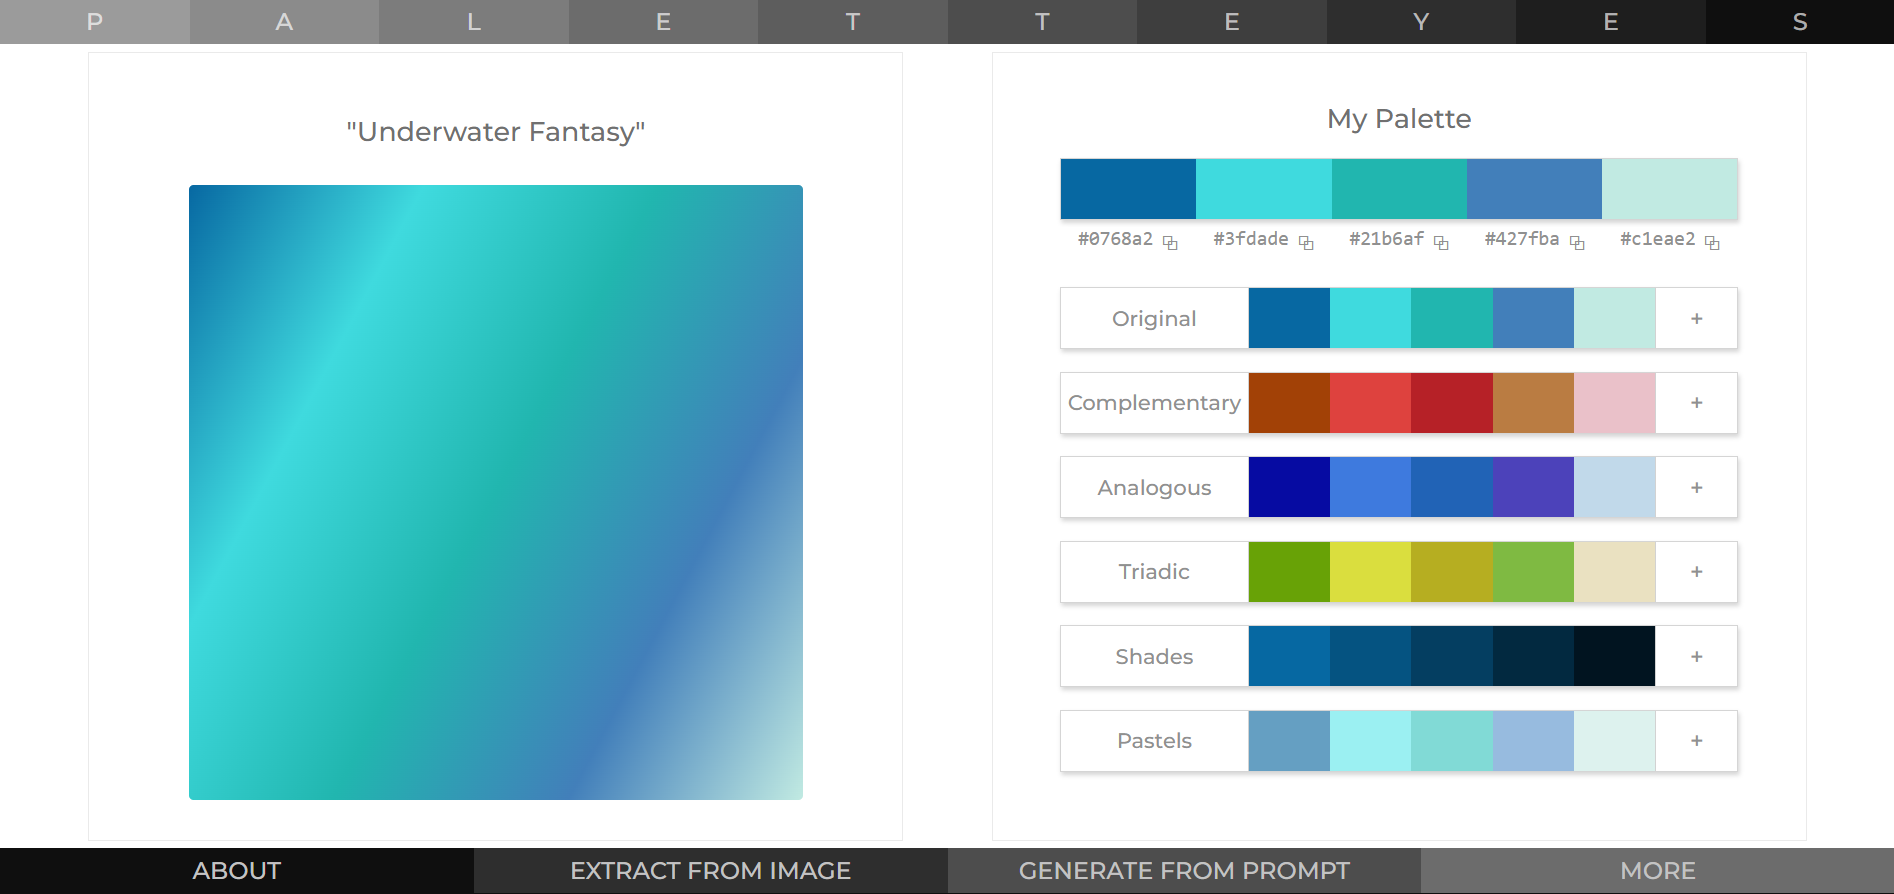 P A L E T T E Y E S
"Underwater Fantasy"
My Palette
#0768a2 #3fdade #21b6af #427fba #c1eae2
Original +
Complementary +
Analogous +
Triadic +
Shades +
Pastels +
ABOUT EXTRACT FROM IMAGE GENERATE FROM PROMPT MORE